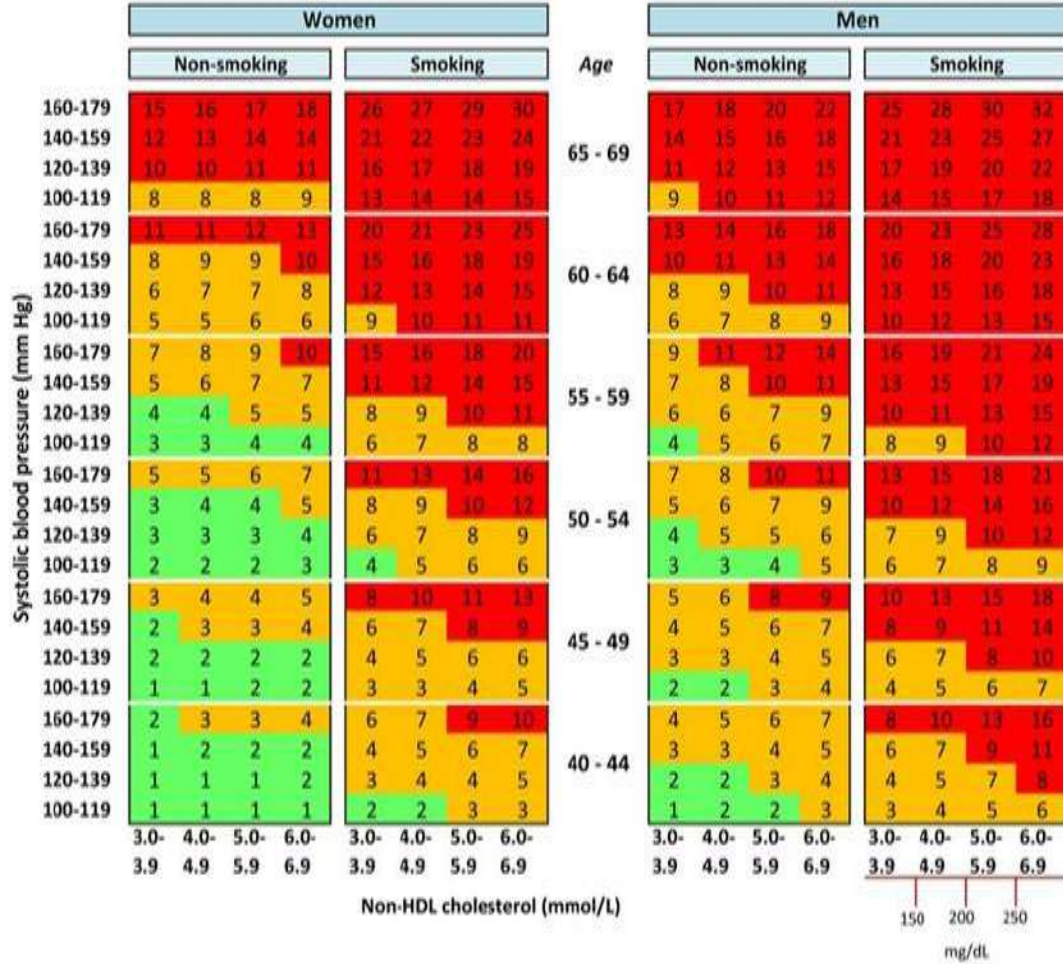 Women Men
Non-smoking Smoking Age Non-smoking Smoking
160-179 15 16 17 18 26 27 29 30 17 18 20 22 25 28 30 32
140-159 12 13 14 14 21 22 23 24 14 15 16 18 21 23 25 27
65 - 69
120-139 10 10 11 11 16 17 18 19 11 12 13 15 17 19 20 22
100-119 8 8 8 9 13 14 14 15 9 10 11 12 14 15 17 18
160-179 11 11 12 13 20 21 23 25 13 14 16 18 20 23 25 28
140-159 8 9 9 10 15 16 18 19 10 11 13 14 16 18 20 23
60 - 64
120-139 6 7 7 8 12 13 14 15 8 9 10 11 13 15 16 18
100-119 5 5 6 6 9 10 11 11 6 7 8 9 10 12 13 15
160-179 7 8 9 10 15 16 18 20 9 11 12 14 16 19 21 24
140-159 5 6 7 7 11 12 14 15 7 8 10 11 13 15 17 19
55 - 59
120-139 4 4 5 5 8 9 10 11 6 6 7 9 10 11 13 15
100-119 3 3 4 4 6 7 8 8 4 5 6 7 8 9 10 12
160-179 5 5 6 7 11 13 14 16 7 8 10 11 13 15 18 21
140-159 3 4 4 5 8 9 10 12 5 6 7 9 10 12 14 16
50 - 54
120-139 3 3 3 4 6 7 8 9 4 5 5 6 7 9 10 12
100-119 2 2 2 3 4 5 6 6 3 3 4 5 6 7 8 9
160-179 3 4 4 5 8 10 11 13 5 6 8 9 10 13 15 18
140-159 2 3 3 4 6 7 8 9 4 5 6 7 8 9 11 14
45 - 49
120-139 2 2 2 2 4 5 6 6 3 3 4 5 6 7 8 10
100-119 1 1 2 2 3 3 4 5 2 2 3 4 4 5 6 7
160-179 2 3 3 4 6 7 9 10 4 5 6 7 8 10 13 16
140-159 1 2 2 2 4 5 6 7 3 3 4 5 6 7 9 11
40 - 44
120-139 1 1 1 2 3 4 4 5 2 2 3 4 4 5 7 8
100-119 1 1 1 1 2 2 3 3 1 2 2 3 3 4 5 6
3.0- 4.0- 5.0- 6.0- 3.0- 4.0- 5.0- 6.0- 3.0- 4.0- 5.0- 6.0- 3.0- 4.0- 5.0- 6.0-
3.9 4.9 5.9 6.9 3.9 4.9 5.9 6.9 3.9 4.9 5.9 6.9 3.9 4.9 5.9 6.9
Systolic blood pressure (mm Hg)
Non-HDL cholesterol (mmol/L)
150 200 250
mg/dL